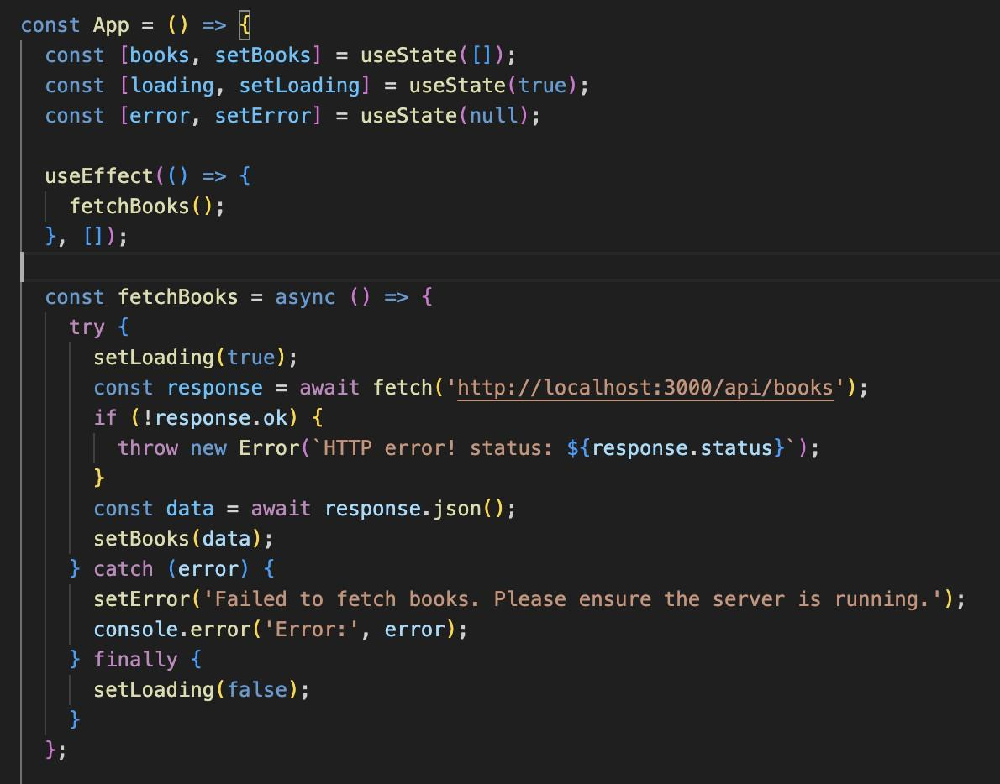 const App = () => {
  const [books, setBooks] = useState([]);
  const [loading, setLoading] = useState(true);
  const [error, setError] = useState(null);

  useEffect(() => {
    fetchBooks();
  }, []);

  const fetchBooks = async () => {
    try {
      setLoading(true);
      const response = await fetch('http://localhost:3000/api/books');
      if (!response.ok) {
        throw new Error(`HTTP error! status: ${response.status}`);
      }
      const data = await response.json();
      setBooks(data);
    } catch (error) {
      setError('Failed to fetch books. Please ensure the server is running.');
      console.error('Error:', error);
    } finally {
      setLoading(false);
    }
  };